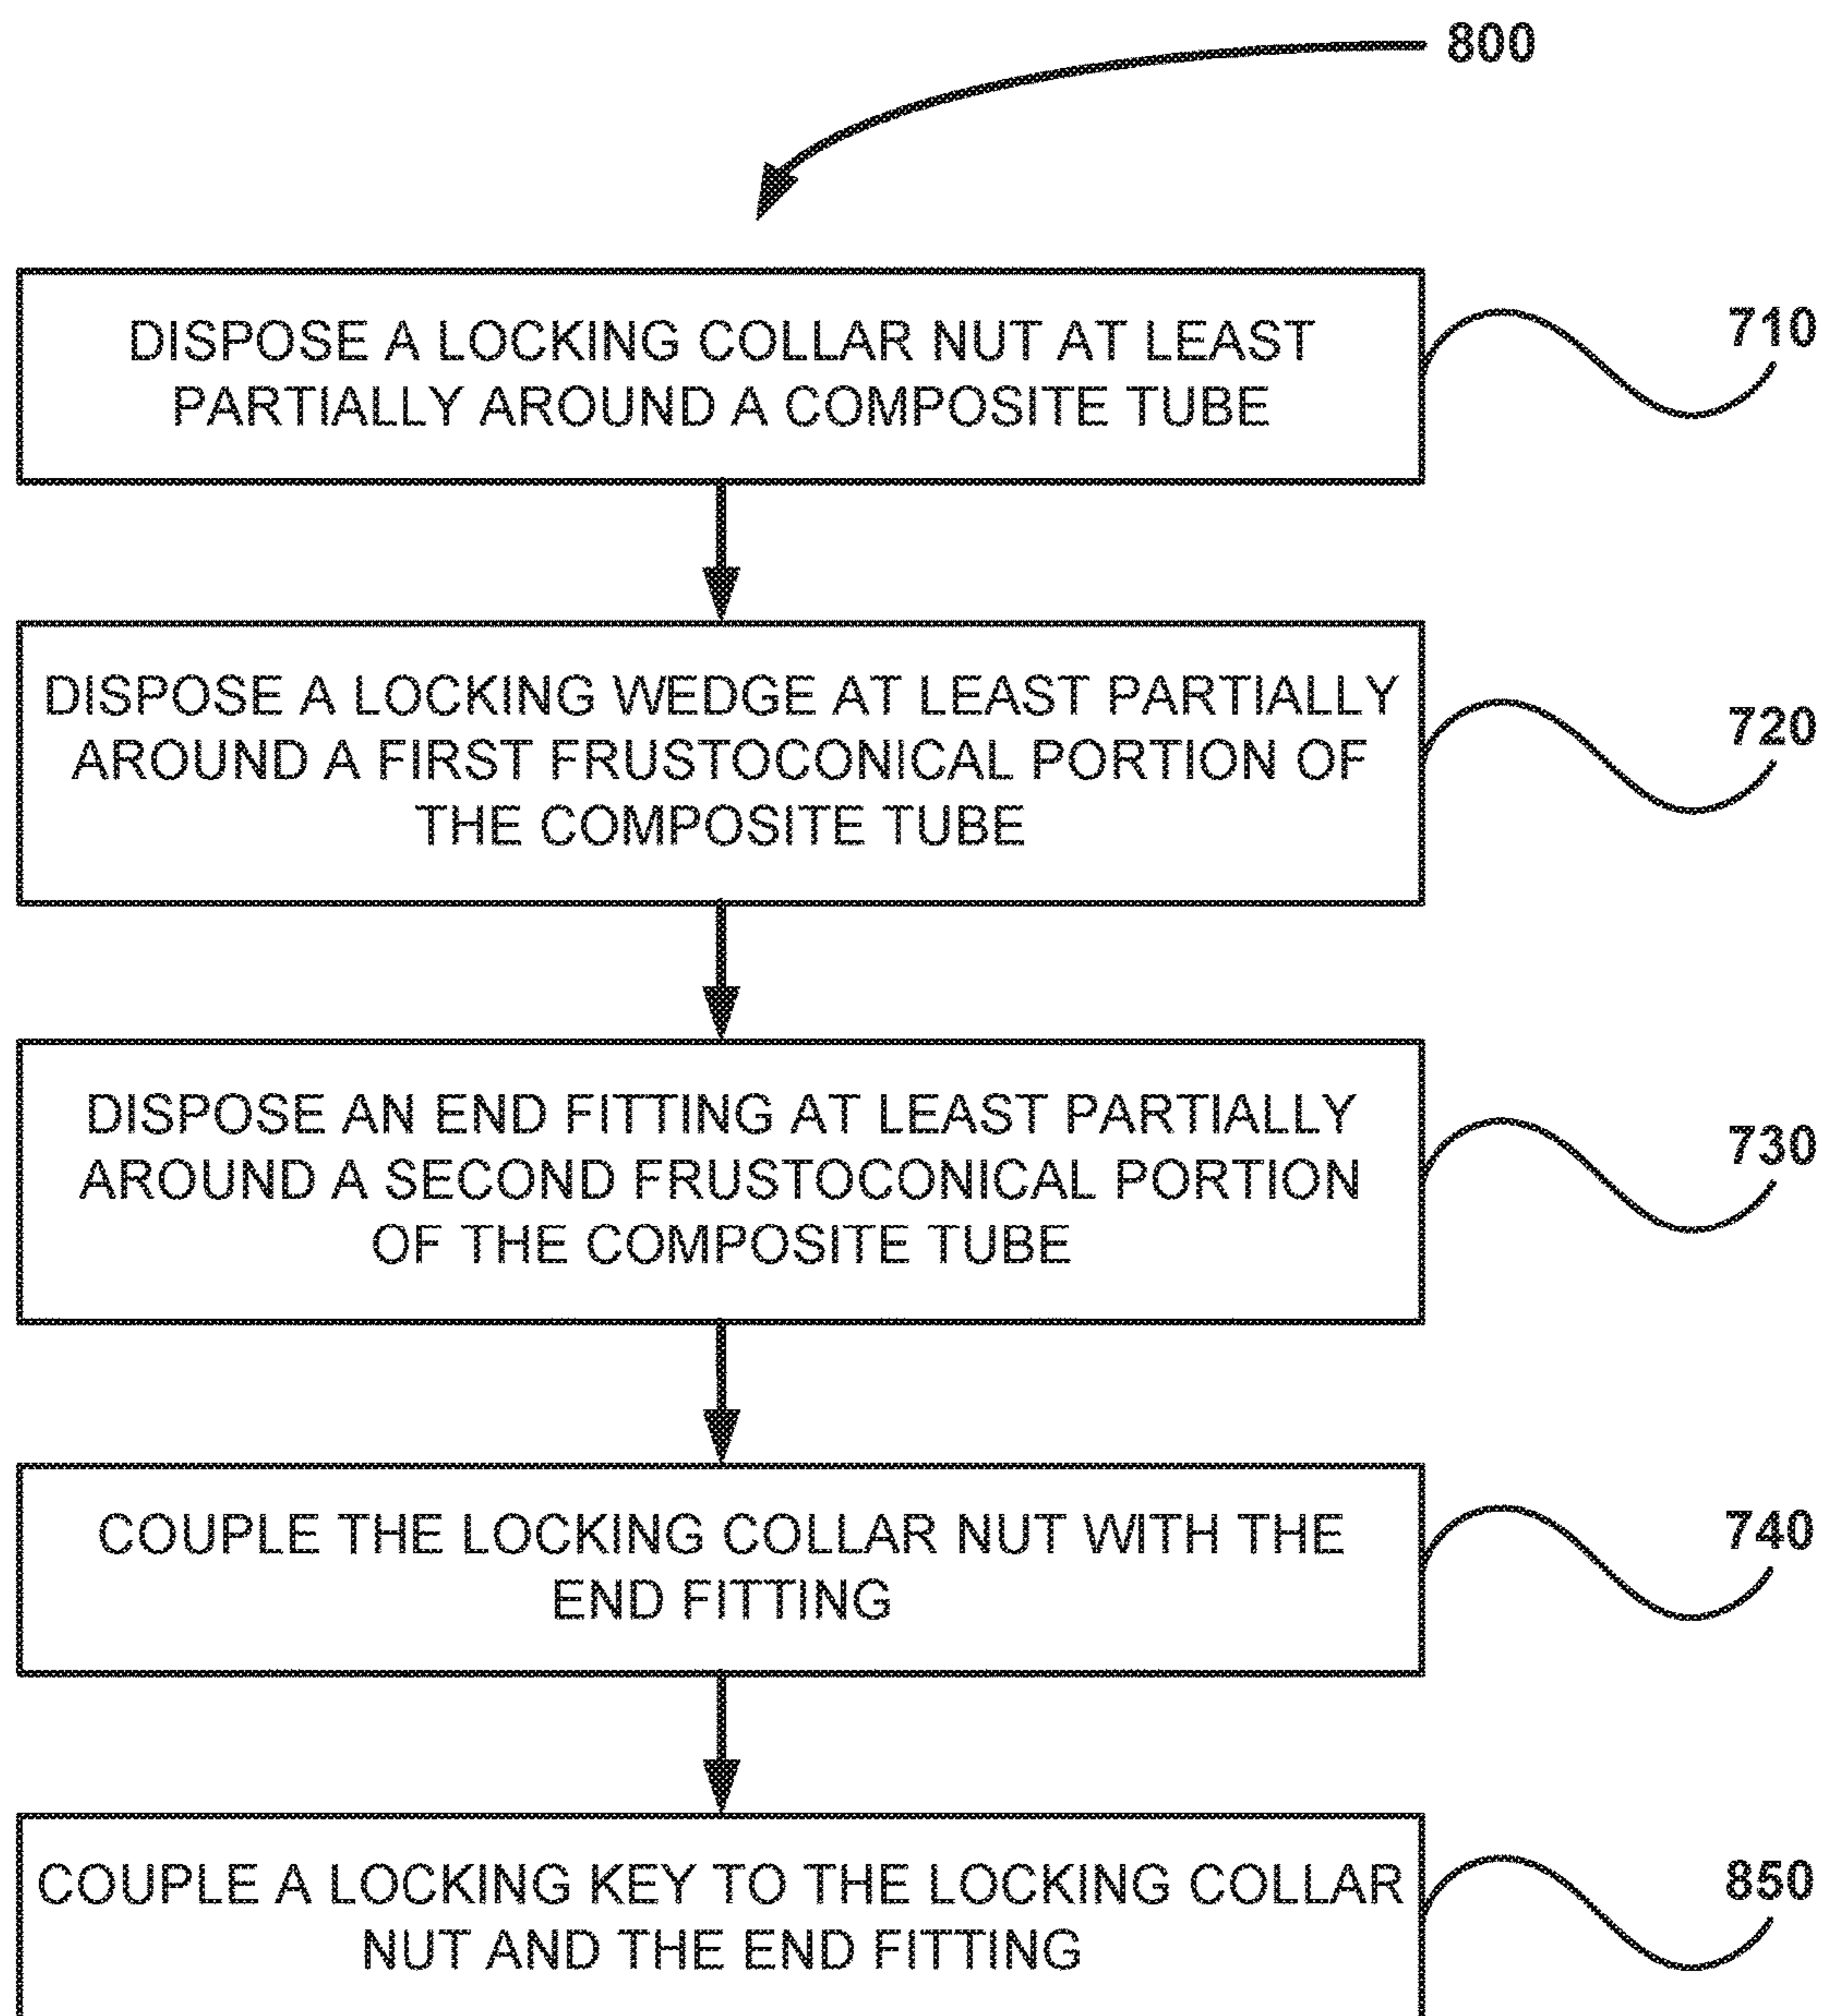 800
DISPOSE A LOCKING COLLAR NUT AT LEAST
PARTIALLY AROUND A COMPOSITE TUBE
710
DISPOSE A LOCKING WEDGE AT LEAST PARTIALLY
AROUND A FIRST FRUSTOCONICAL PORTION OF
THE COMPOSITE TUBE
720
DISPOSE AN END FITTING AT LEAST PARTIALLY
AROUND A SECOND FRUSTOCONICAL PORTION
OF THE COMPOSITE TUBE
730
COUPLE THE LOCKING COLLAR NUT WITH THE
END FITTING
740
COUPLE A LOCKING KEY TO THE LOCKING COLLAR
NUT AND THE END FITTING
850